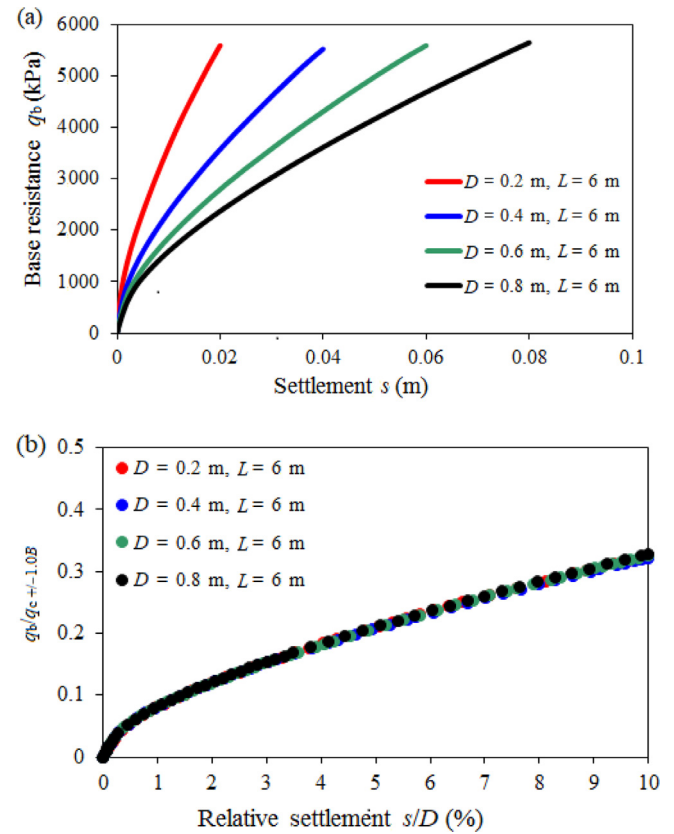 (a)
6000
5000
4000
3000
2000
1000
0
Base resistance qb (kPa)
D = 0.2 m, L = 6 m
D = 0.4 m, L = 6 m
D = 0.6 m, L = 6 m
D = 0.8 m, L = 6 m
0 0.02 0.04 0.06 0.08 0.1
Settlement s (m)
(b)
0.5
0.4
0.3
0.2
0.1
0
qb/qc +/-1.0B
D = 0.2 m, L = 6 m
D = 0.4 m, L = 6 m
D = 0.6 m, L = 6 m
D = 0.8 m, L = 6 m
0 1 2 3 4 5 6 7 8 9 10
Relative settlement s/D (%)